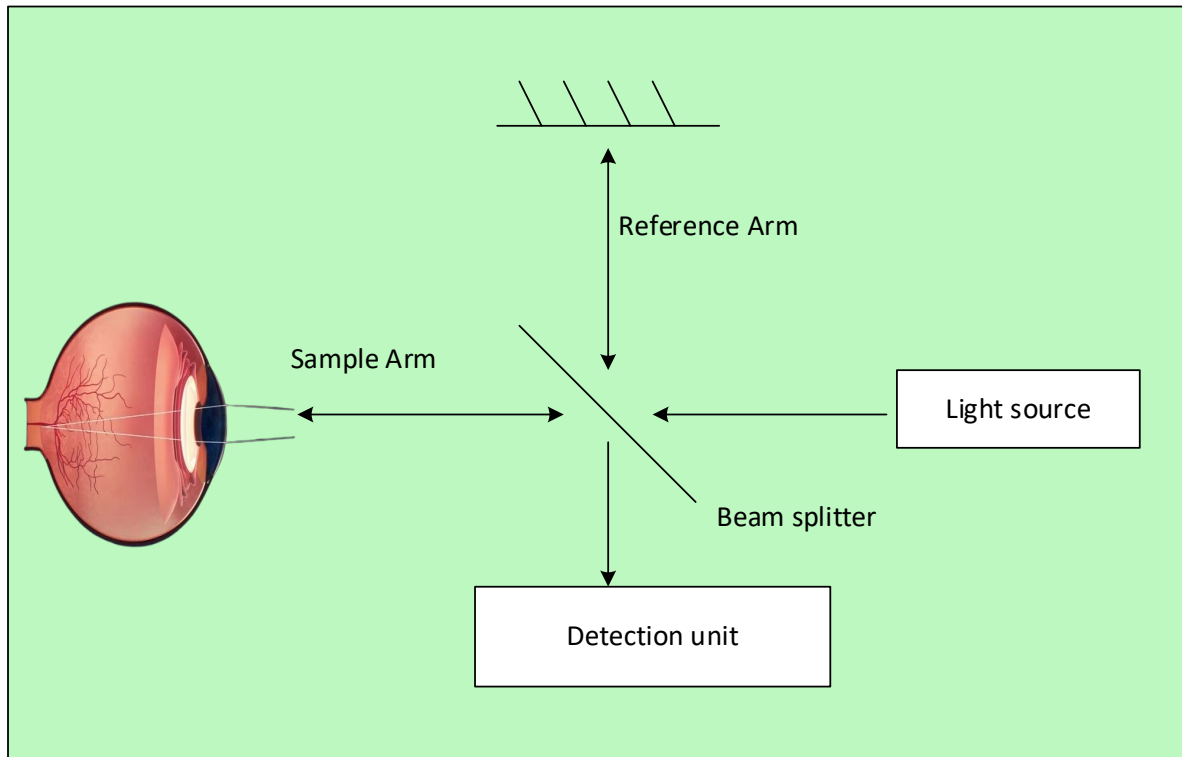 Reference Arm
Sample Arm
Light source
Beam splitter
Detection unit